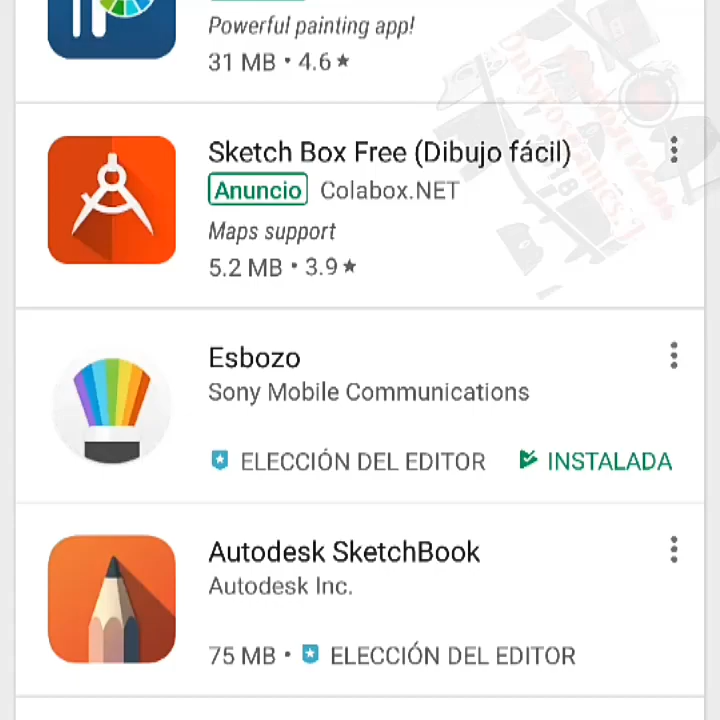 Powerful painting app!
31 MB • 4.6 ★
Sketch Box Free (Dibujo fácil)
Anuncio Colabox.NET
Maps support
5.2 MB • 3.9 ★
Esbozo
Sony Mobile Communications
ELECCIÓN DEL EDITOR INSTALADA
Autodesk SketchBook
Autodesk Inc.
75 MB • ELECCIÓN DEL EDITOR